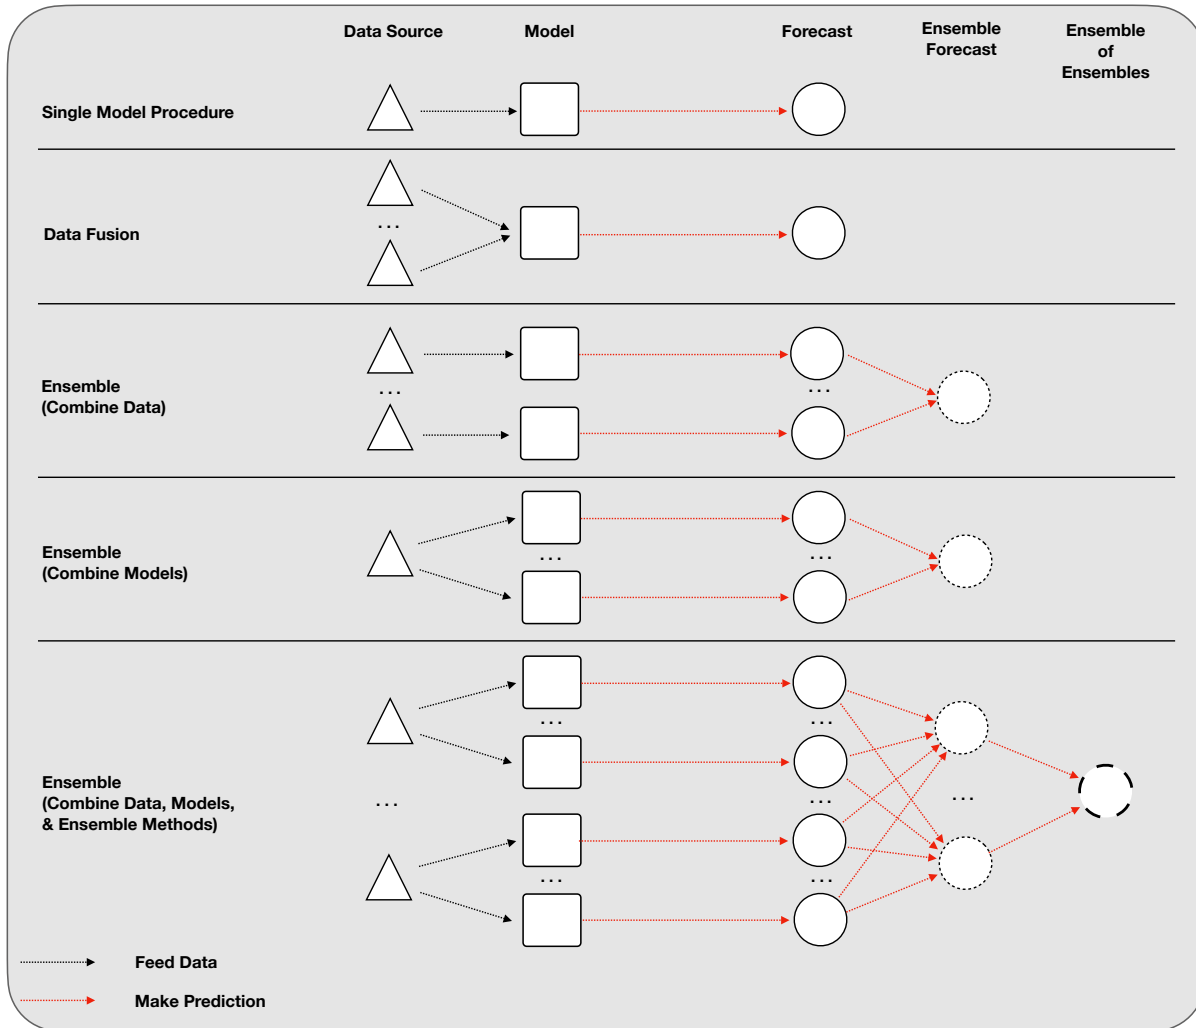 Data Source
Model
Forecast
Ensemble
Forecast
Ensemble
of
Ensembles
Single Model Procedure
Data Fusion
...
Ensemble
(Combine Data)
...
...
Ensemble
(Combine Models)
...
...
Ensemble
(Combine Data, Models,
& Ensemble Methods)
...
...
...
...
...
...
...
Feed Data
Make Prediction